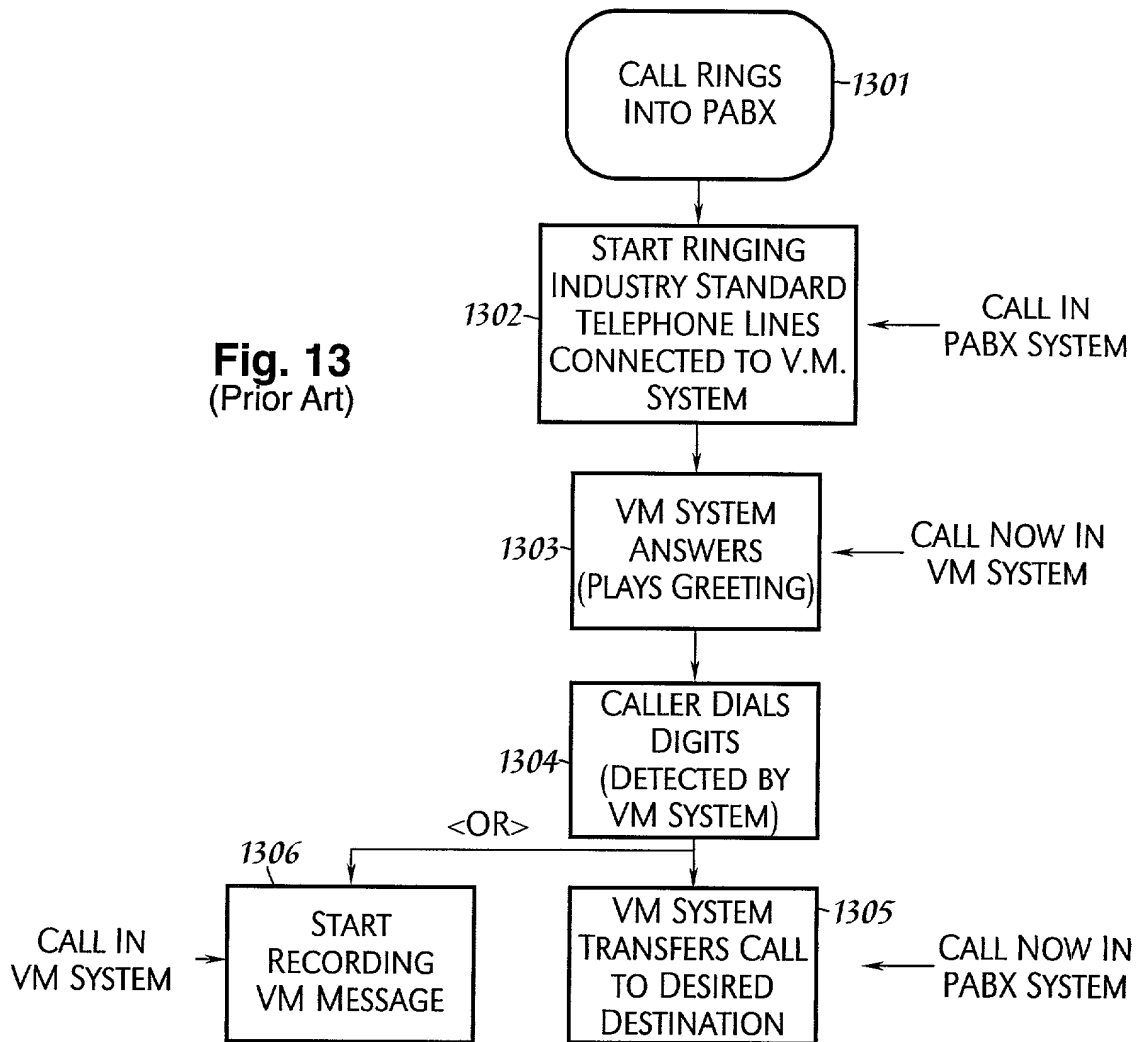 CALL RINGS
INTO PABX
1301
START RINGING
INDUSTRY STANDARD
TELEPHONE LINES
CONNECTED TO V.M.
SYSTEM
1302
CALL IN
PABX SYSTEM
Fig. 13
(Prior Art)
VM SYSTEM
ANSWERS
(PLAYS GREETING)
1303
CALL NOW IN
VM SYSTEM
CALLER DIALS
DIGITS
(DETECTED BY
VM SYSTEM)
1304
<OR>
1306
START
RECORDING
VM MESSAGE
CALL IN
VM SYSTEM
VM SYSTEM
TRANSFERS CALL
TO DESIRED
DESTINATION
1305
CALL NOW IN
PABX SYSTEM